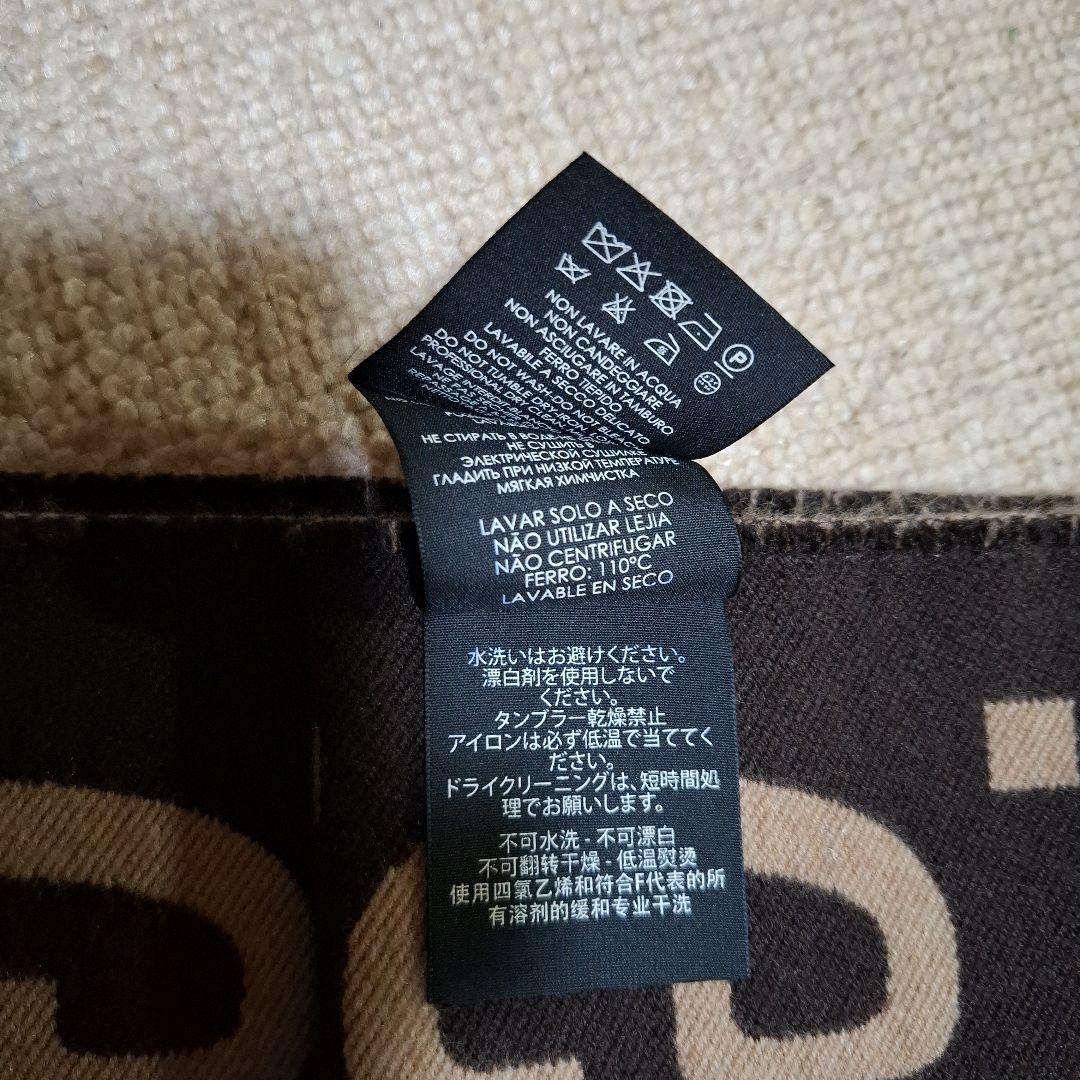 P
NON LAVARE IN ACQUA
NON CANDEGGIARE
NON ASCIUGARE IN TAMBURO
FERRO TIEPIDO
LAVABILE A SECCO DELICATO
DO NOT WASH-DO NOT
DO NOT TUMBLE DRY-IRON
PROFESSIONAL DRY CLEAN
LAVAGE INTERDIT-BLAN
НЕ СТИРАТЬ В ВОДЕ
НЕ СУШИТЬ В
ЭЛЕКТРИЧЕСКОЙ СУШИЛКЕ
ГЛАДИТЬ ПРИ НИЗКОЙ ТЕМПЕРАТУРЕ
МЯГКАЯ ХИМЧИСТКА
LAVAR SOLO A SECO
NÃO UTILIZAR LEJIA
NÃO CENTRIFUGAR
FERRO: 110°C
LAVABLE EN SECO
水洗いはお避けください。
漂白剤を使用しないで
ください。
タンブラー乾燥禁止
アイロンは必ず低温で当ててく
ださい。
ドライクリーニングは、短時間処
理でお願いします。
不可水洗 - 不可漂白
不可翻转干燥 - 低温熨烫
使用四氯乙烯和符合F代表的所
有溶剂的缓和专业干洗